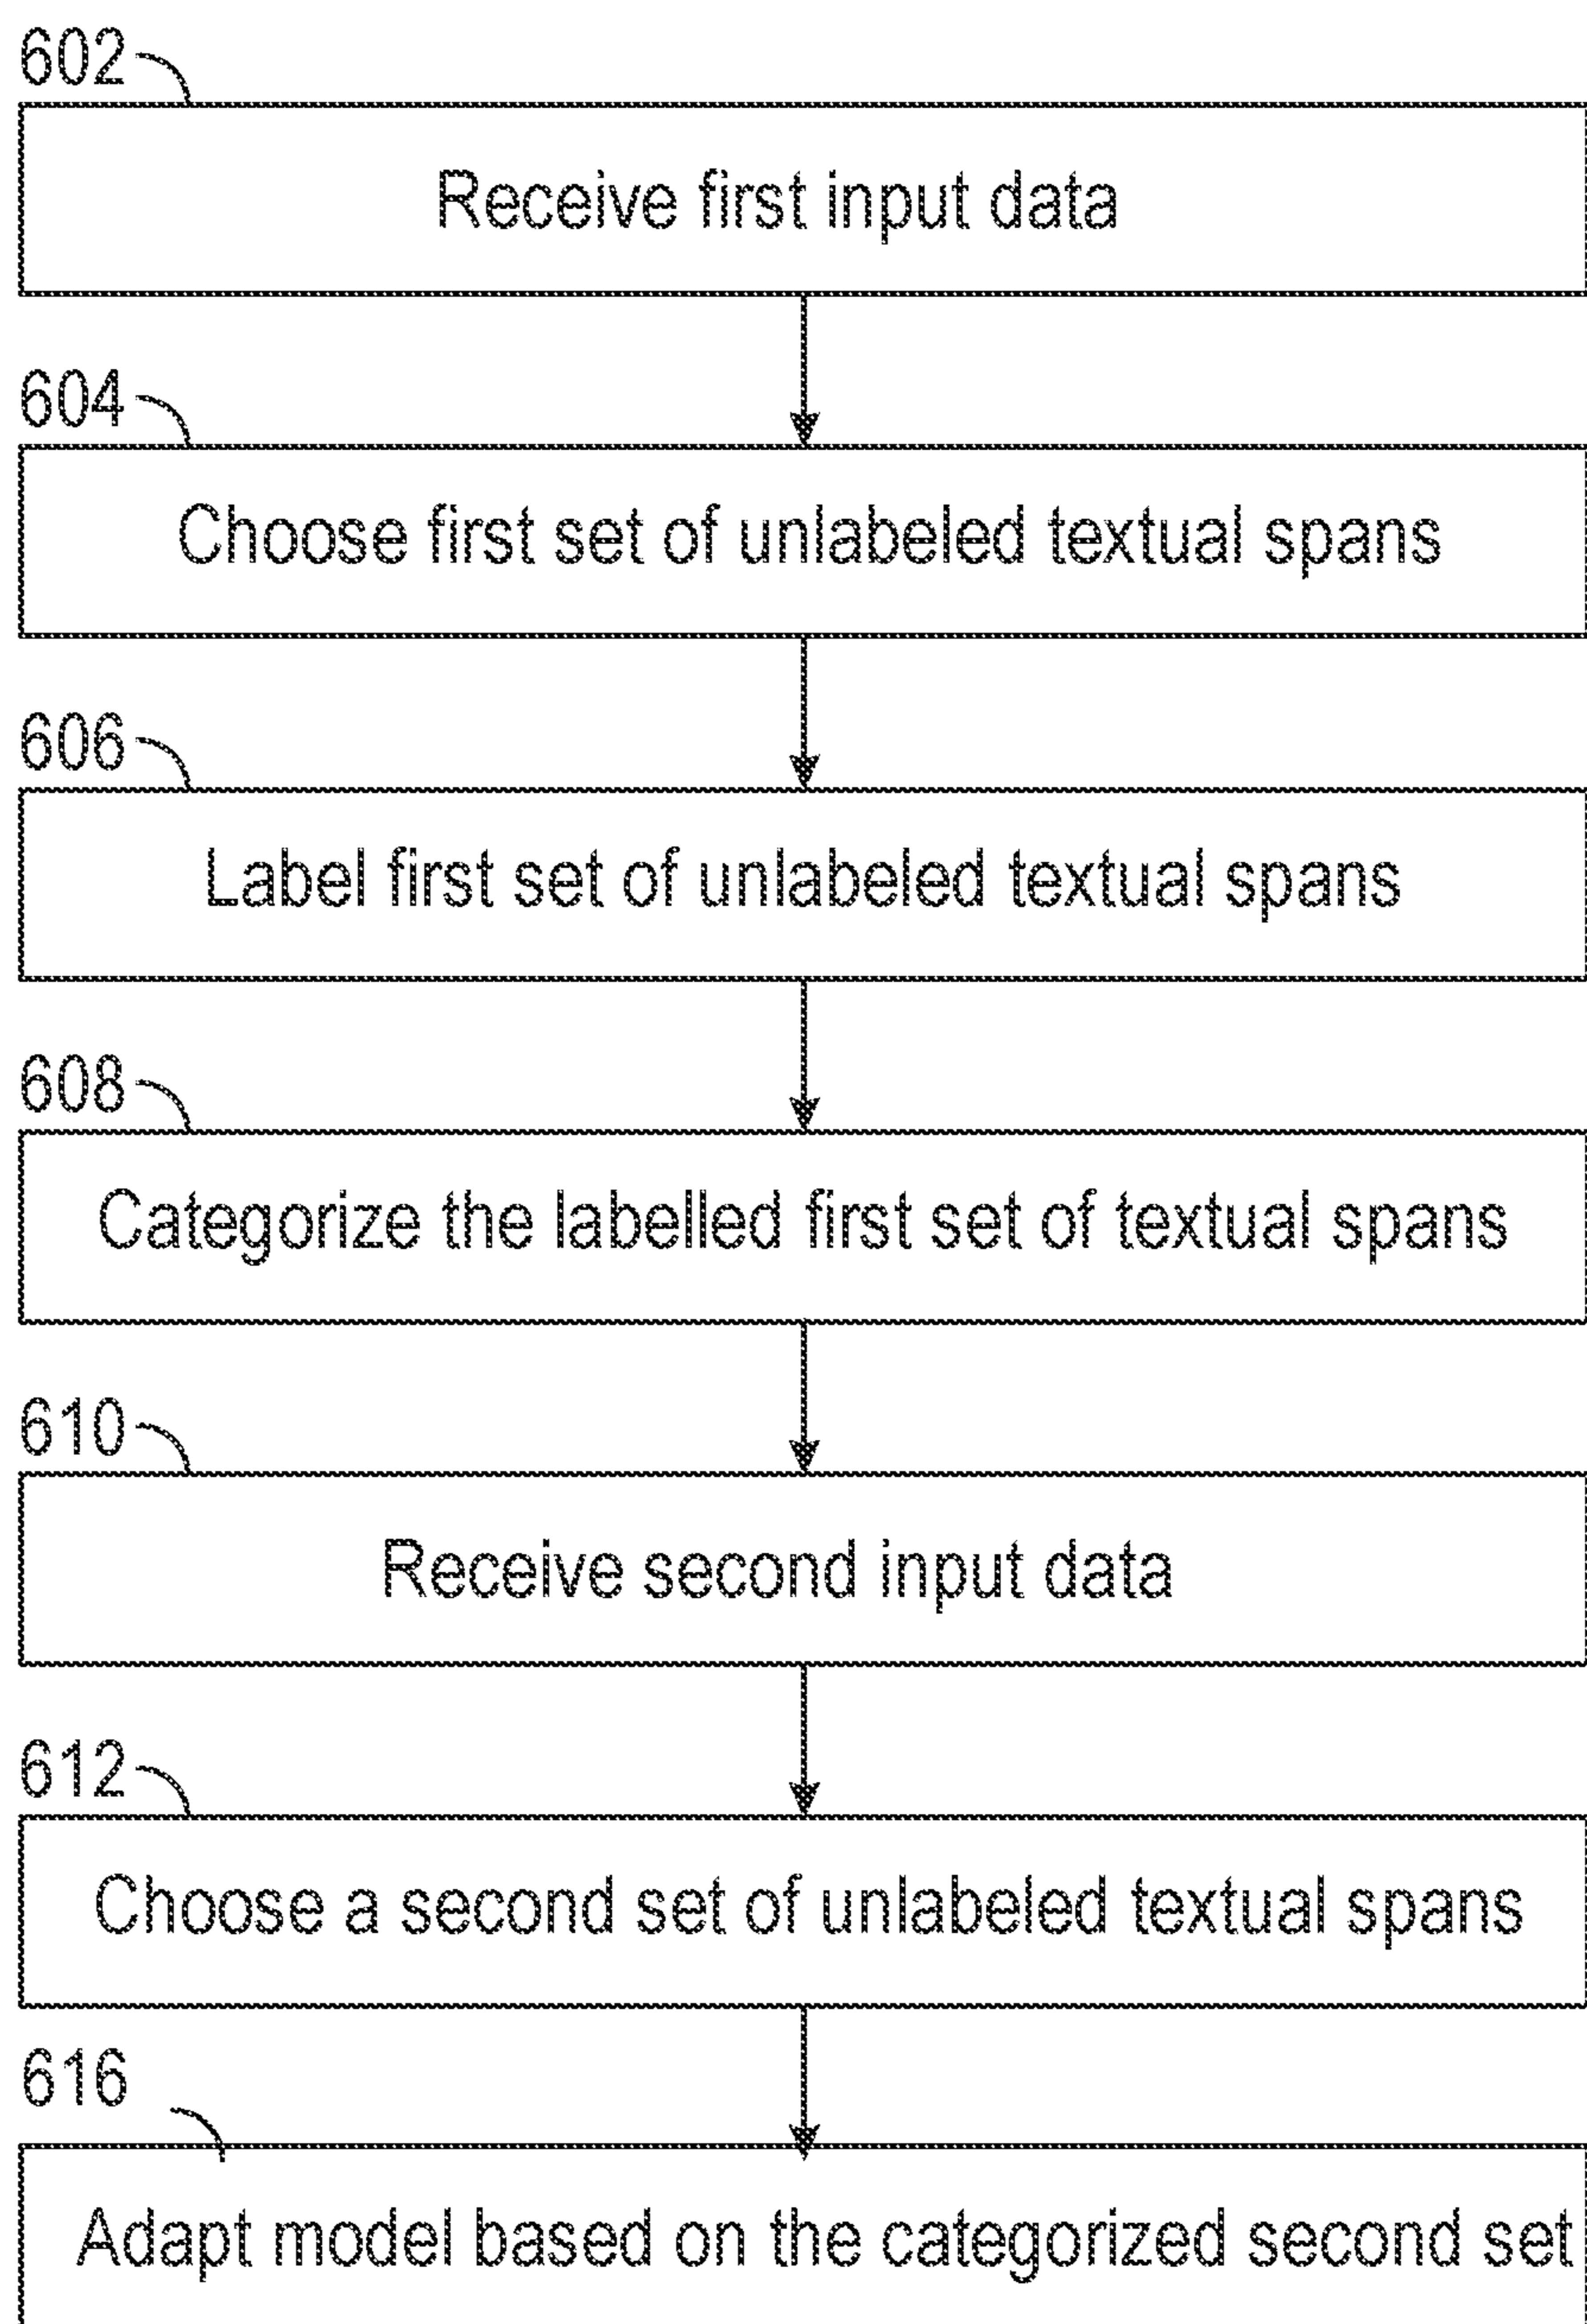 602
Receive first input data
604
Choose first set of unlabeled textual spans
606
Label first set of unlabeled textual spans
608
Categorize the labelled first set of textual spans
610
Receive second input data
612
Choose a second set of unlabeled textual spans
616
Adapt model based on the categorized second set